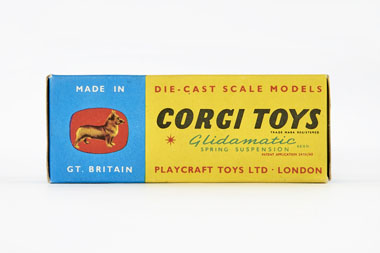 MADE IN
GT. BRITAIN
DIE-CAST SCALE MODELS
CORGI TOYS
TRADE MARK REGISTERED
Glidamatic
SPRING SUSPENSION REGD
PATENT APPLICATION
PLAYCRAFT TOYS LTD · LONDON